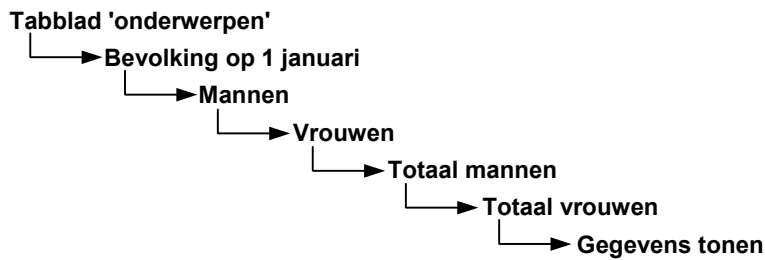 Tabblad 'onderwerpen'
Bevolking op 1 januari
Mannen
Vrouwen
Totaal mannen
Totaal vrouwen
Gegevens tonen